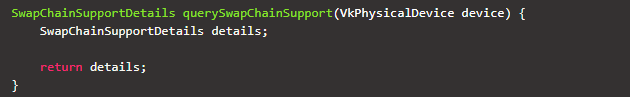 SwapChainSupportDetails querySwapChainSupport(VkPhysicalDevice device) {
    SwapChainSupportDetails details;

    return details;
}